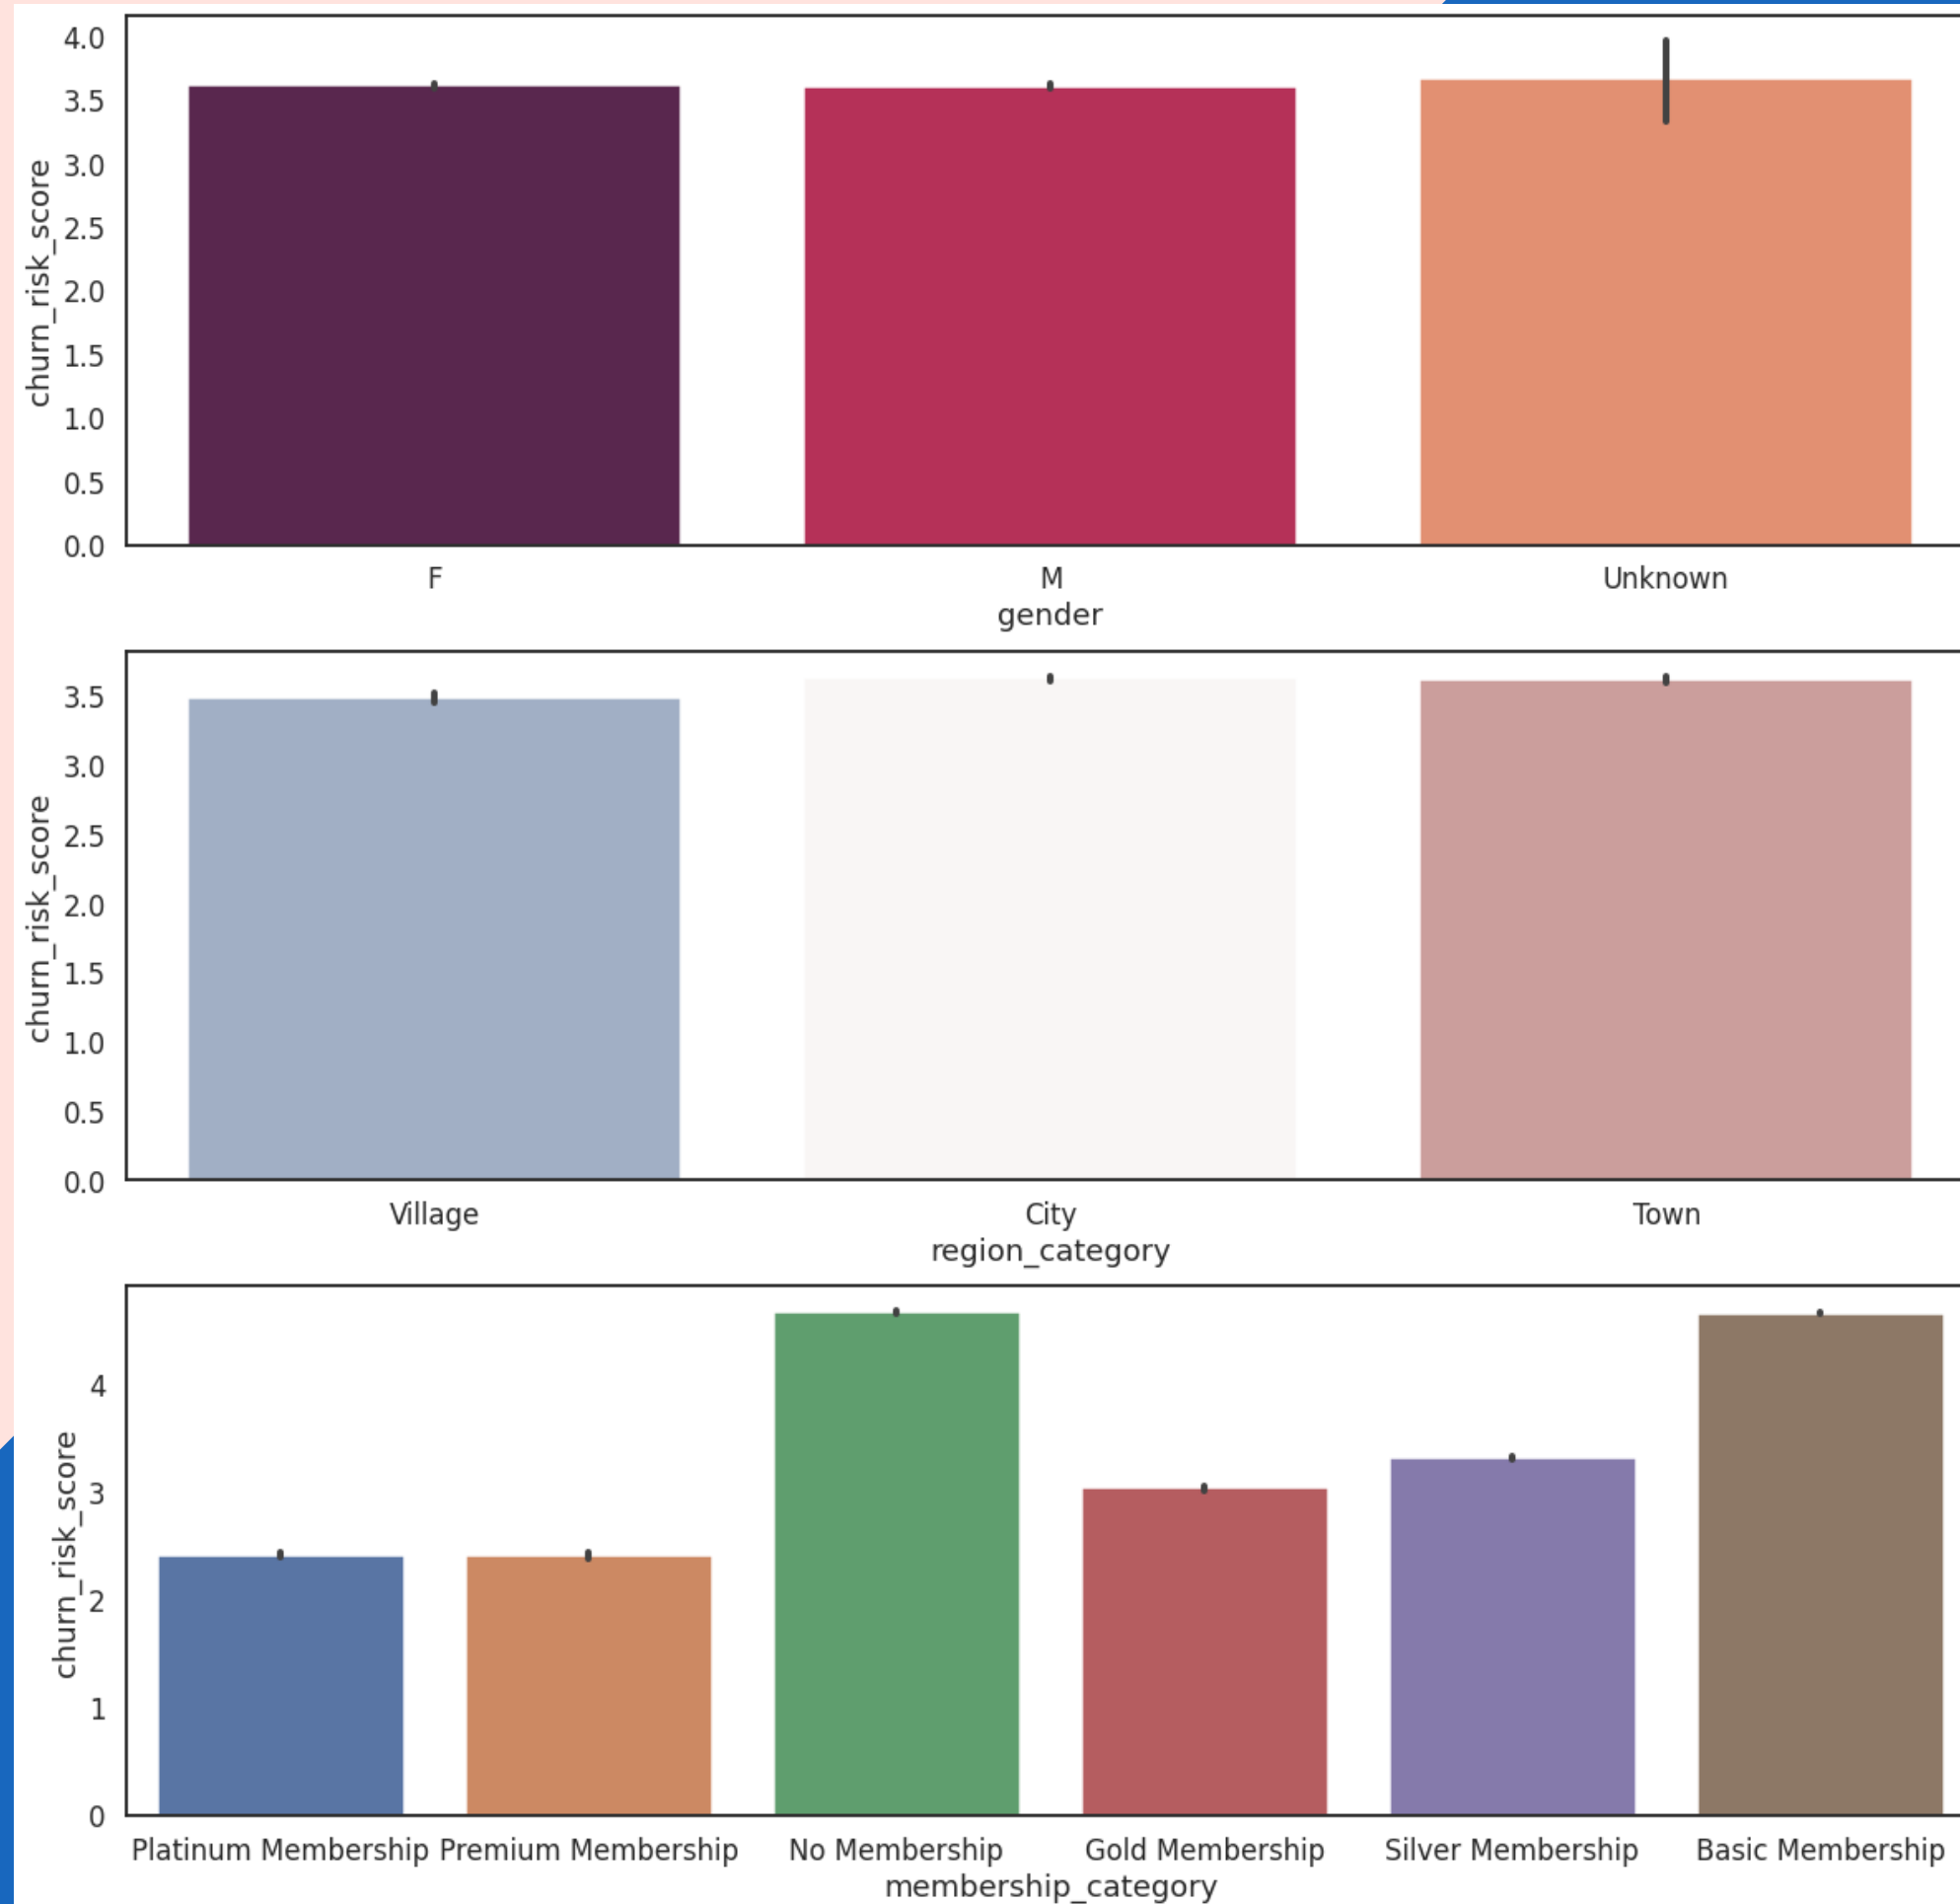 churn_risk_score
4.0
3.5
3.0
2.5
2.0
1.5
1.0
0.5
0.0
F M Unknown
gender
churn_risk_score
3.5
3.0
2.5
2.0
1.5
1.0
0.5
0.0
Village City Town
region_category
churn_risk_score
4
3
2
1
0
Platinum Membership Premium Membership No Membership Gold Membership Silver Membership Basic Membership
membership_category